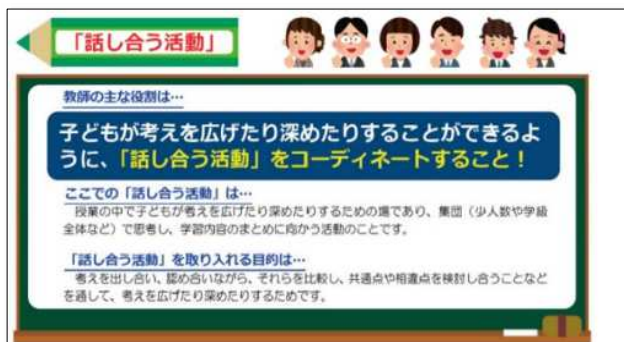 「話し合う活動」
教師の主な役割は…
子どもが考えを広げたり深めたりすることができるよ
うに、「話し合う活動」をコーディネートすること！
ここでの「話し合う活動」は…
授業の中で子どもが考えを広げたり深めたりするための場であり、集団（少人数や学級
全体など）で思考し、学習内容のまとめに向かう活動のことです。
「話し合う活動」を取り入れる目的は…
考えを出し合い、認め合いながら、それらを比較し、共通点や相違点を検討し合うことなど
を通して、考えを広げたり深めたりするためです。